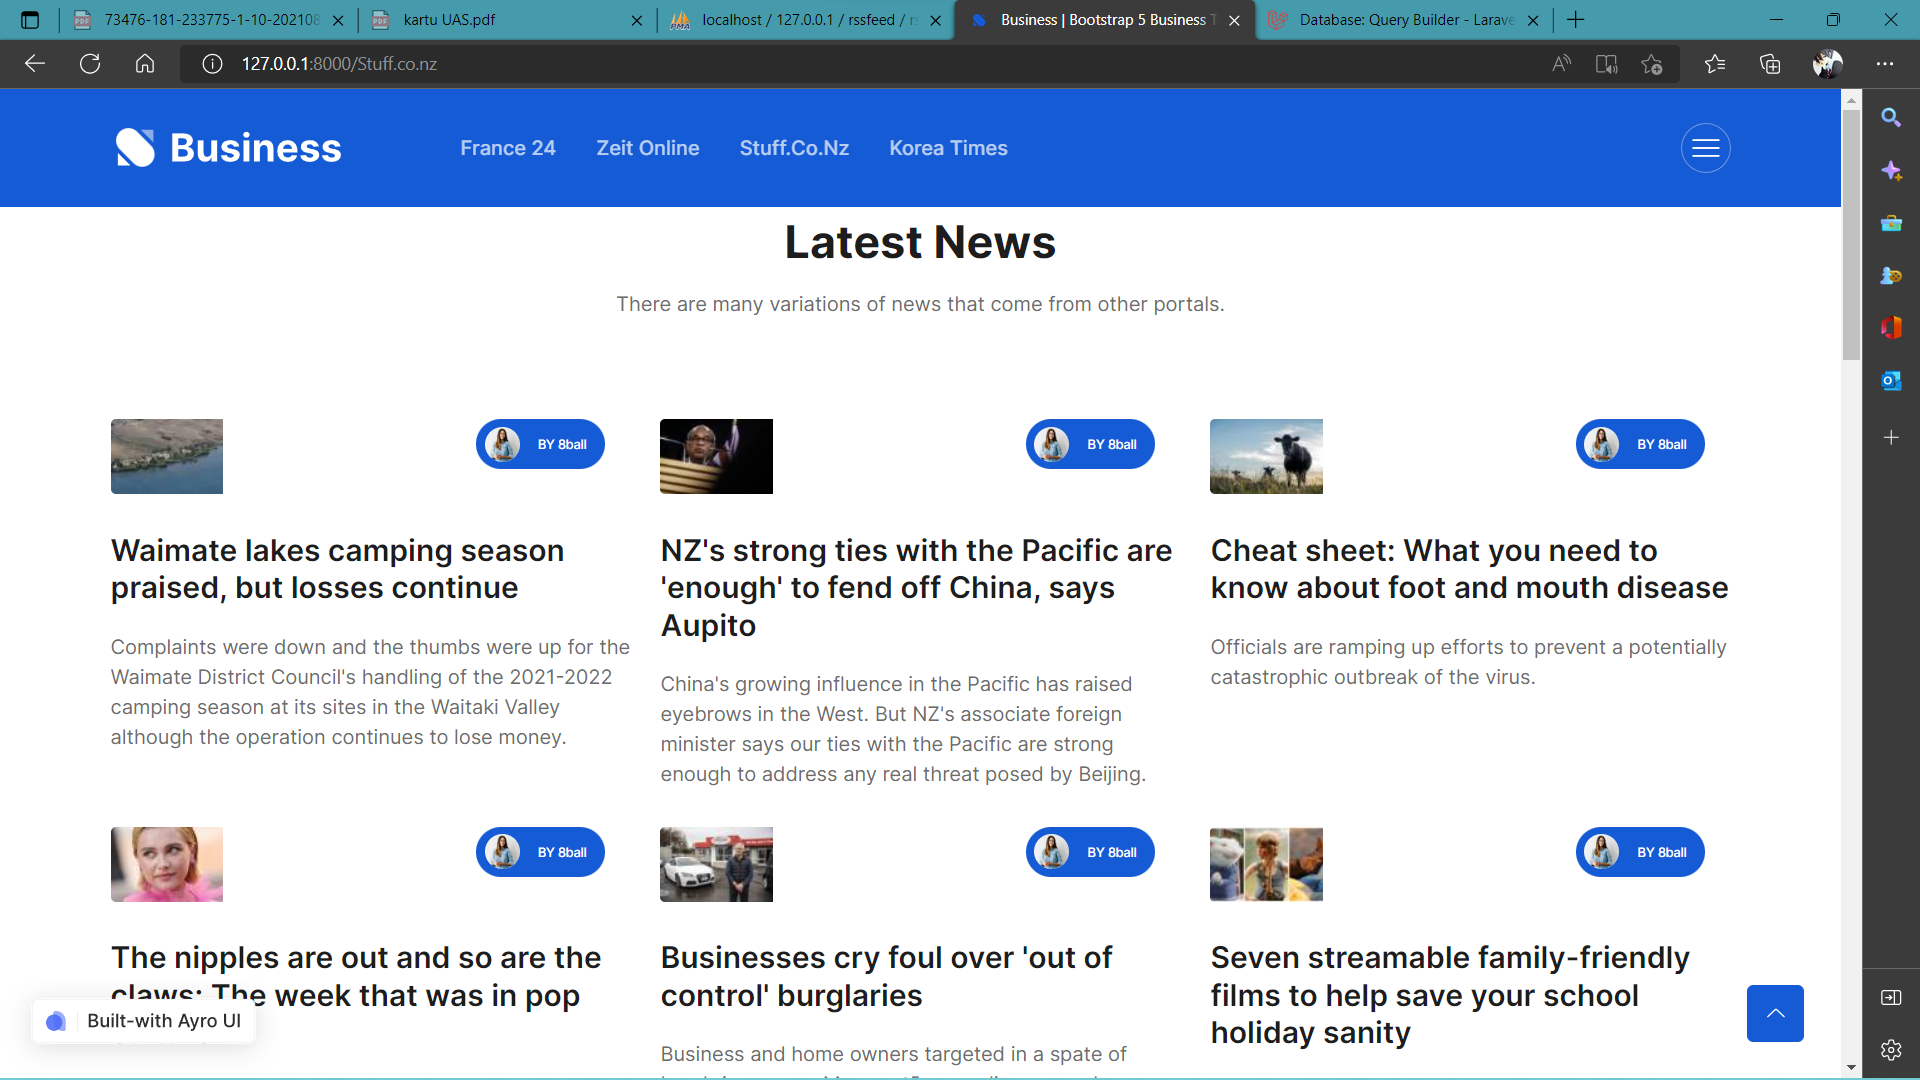 73476-181-233775-1-10-202108
kartu UAS.pdf
localhost / 127.0.0.1 / rssfeed /
Business | Bootstrap 5 Business
Database: Query Builder - Larave
127.0.0.1:8000/Stuff.co.nz
Business
France 24
Zeit Online
Stuff.Co.Nz
Korea Times
Latest News
There are many variations of news that come from other portals.
BY 8ball
BY 8ball
BY 8ball
Waimate lakes camping season
praised, but losses continue
Complaints were down and the thumbs were up for the
Waimate District Council's handling of the 2021-2022
camping season at its sites in the Waitaki Valley
although the operation continues to lose money.
NZ's strong ties with the Pacific are
'enough' to fend off China, says
Aupito
China's growing influence in the Pacific has raised
eyebrows in the West. But NZ's associate foreign
minister says our ties with the Pacific are strong
enough to address any real threat posed by Beijing.
Cheat sheet: What you need to
know about foot and mouth disease
Officials are ramping up efforts to prevent a potentially
catastrophic outbreak of the virus.
BY 8ball
BY 8ball
BY 8ball
The nipples are out and so are the
claws: The week that was in pop
Businesses cry foul over 'out of
control' burglaries
Business and home owners targeted in a spate of
Seven streamable family-friendly
films to help save your school
holiday sanity
Built-with Ayro UI